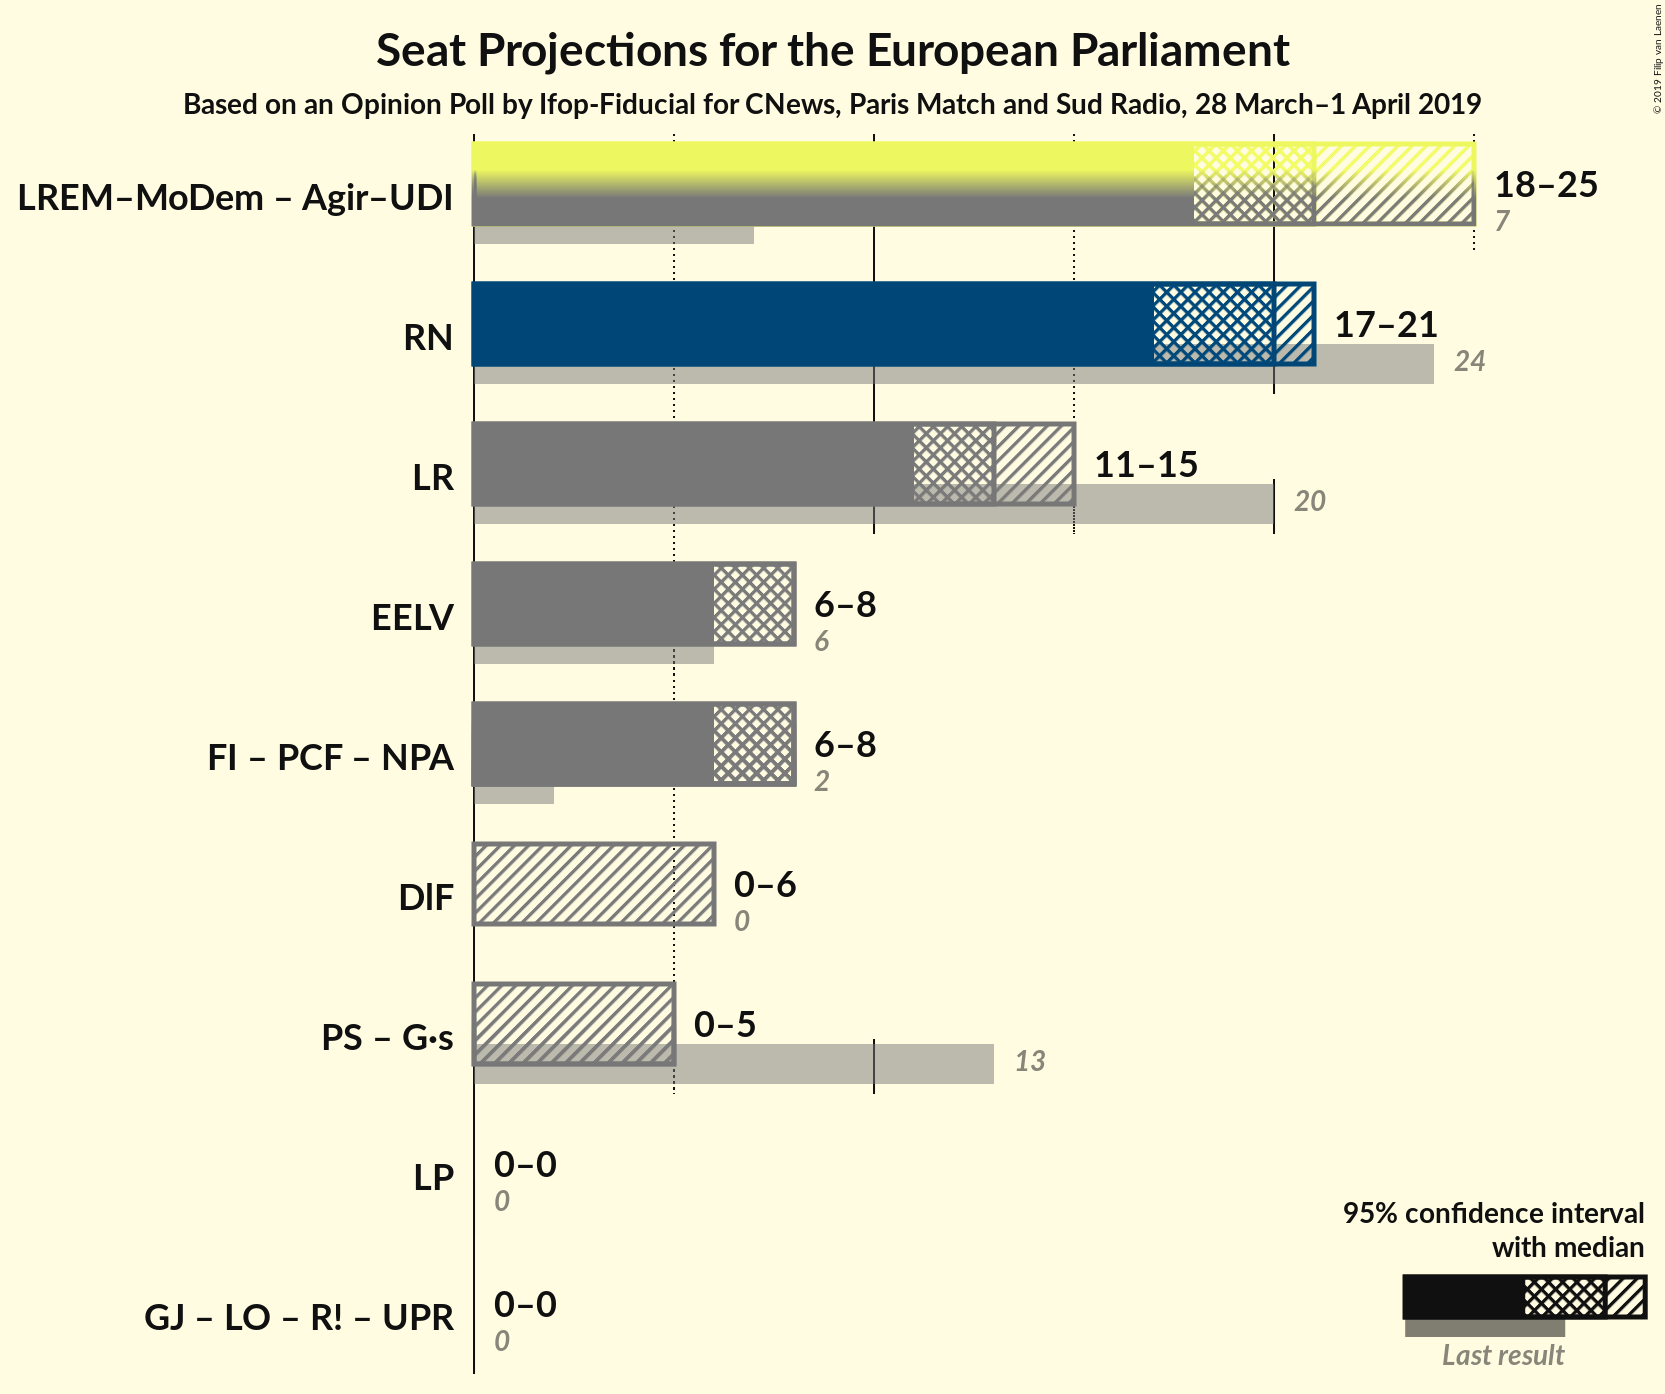 Seat Projections for the European Parliament
Based on an Opinion Poll by Ifop-Fiducial for CNews, Paris Match and Sud Radio, 28 March–1 April 2019
© 2019 Filip van Laenen
LREM–MoDem – Agir–UDI
18–25
7
RN
17–21
24
LR
11–15
20
EELV
6–8
6
FI – PCF – NPA
6–8
2
DlF
0–6
0
PS – G·s
0–5
13
LP
0–0
0
GJ – LO – R! – UPR
0–0
0
95% confidence interval
with median
Last result